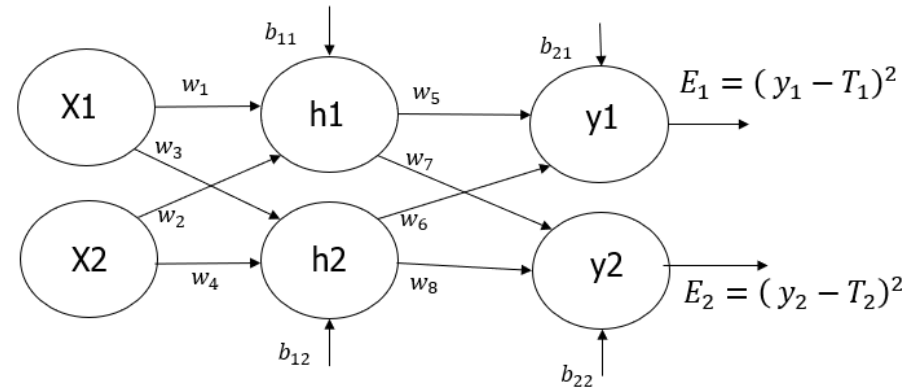 b₁₁
b₂₁
X1
w₁
h1
w₅
y1
E₁ = ( y₁ − T₁)²
w₃
w₇
w₂
w₆
X2
w₄
h2
w₈
y2
E₂ = ( y₂ − T₂)²
b₁₂
b₂₂